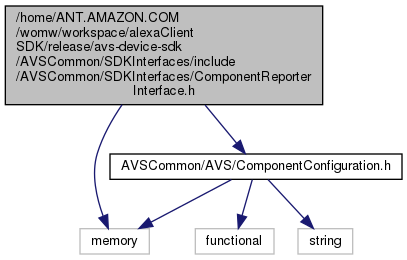 /home/ANT.AMAZON.COM
/womw/workspace/alexaClient
SDK/release/avs-device-sdk
/AVSCommon/SDKInterfaces/include
/AVSCommon/SDKInterfaces/ComponentReporter
Interface.h
AVSCommon/AVS/ComponentConfiguration.h
memory
functional
string